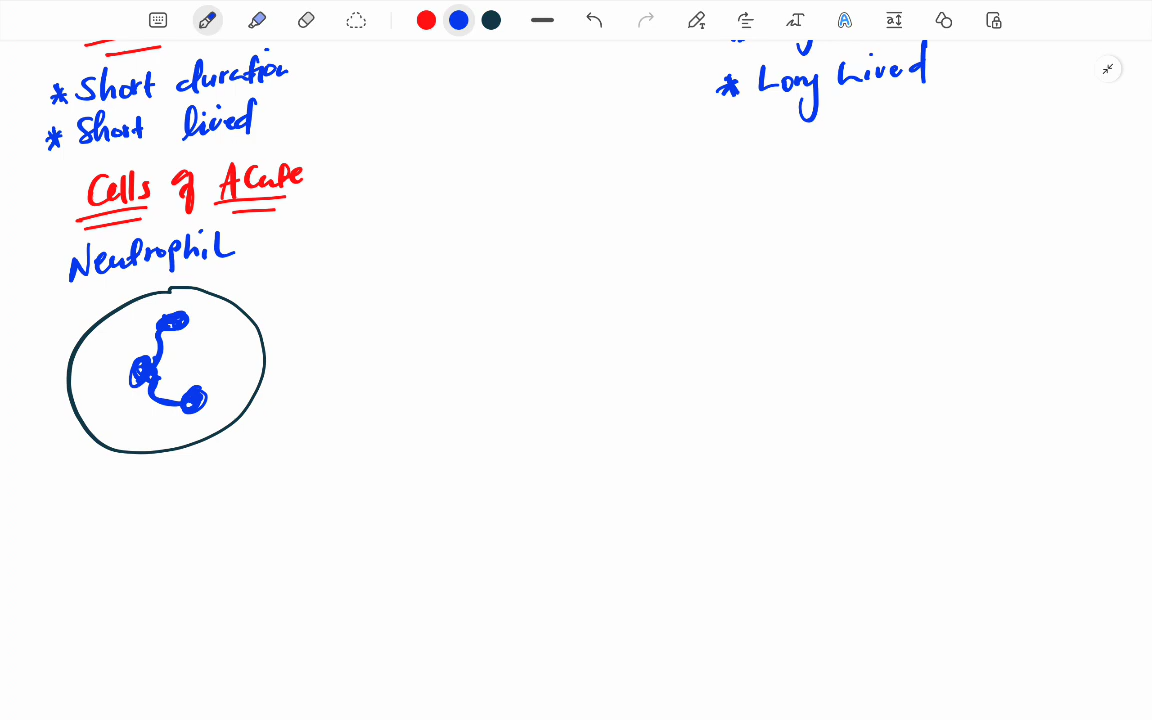 * Short duration
* Short lived
* Long Lived
Cells of Acute
Neutrophil